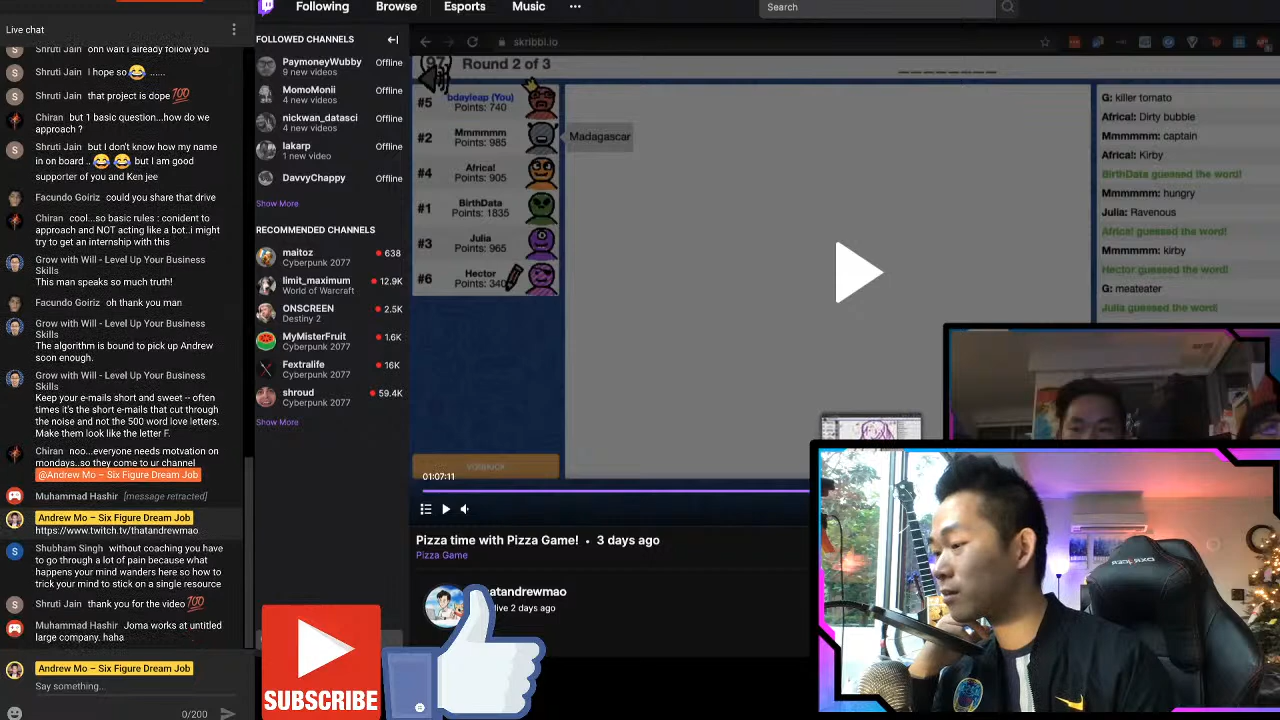 Live chat
Shruti Jain ohh wait I already follow you
Shruti Jain I hope so😂 ......
Shruti Jain that project is dope💯
Chiran but 1 basic question...how do we
approach ?
Shruti Jain but I don't know how my name
in on board ..😂 😂 but I am good
supporter of you and Ken jee
Facundo Goiriz could you share that drive
Chiran cool...so basic rules : conident to
approach and NOT acting like a bot..i might
try to get an internship with this
Grow with Will - Level Up Your Business
Skills
This man speaks so much truth!
Facundo Goiriz oh thank you man
Grow with Will - Level Up Your Business
Skills
The algorithm is bound to pick up Andrew
soon enough.
Grow with Will - Level Up Your Business
Skills
Keep your e-mails short and sweet -- often
times it's the short e-mails that cut through
the noise and not the 500 word love letters.
Make them look like the letter F.
Chiran noo...everyone needs motvation on
mondays..so they come to ur channel
@Andrew Mo – Six Figure Dream Job
Muhammad Hashir [message retracted]
Andrew Mo – Six Figure Dream Job
https://www.twitch.tv/thatandrewmao
Shubham Singh without coaching you have
to go through a lot of pain because what
happens your mind wanders here so how to
trick your mind to stick on a single resource
Shruti Jain thank you for the video💯
Muhammad Hashir Joma works at untitled
large company. haha
Andrew Mo – Six Figure Dream Job
Say something...
0/200
Following
Browse
Esports
Music
Search
FOLLOWED CHANNELS
PaymoneyWubby Offline
9 new videos
MomoMonii Offline
4 new videos
nickwan_datasci Offline
4 new videos
lakarp Offline
1 new video
DavvyChappy Offline
Show More
RECOMMENDED CHANNELS
maitoz 638
Cyberpunk 2077
limit_maximum 12.9K
World of Warcraft
ONSCREEN 2.5K
Destiny 2
MyMisterFruit 1.6K
Cyberpunk 2077
Fextralife 16K
Cyberpunk 2077
shroud 59.4K
Cyberpunk 2077
Show More
skribbl.io
Round 2 of 3
#5 bdayleap (You)
Points: 740
#2 Mmmmmm
Points: 985
Madagascar
#4 Africa!
Points: 905
#1 BirthData
Points: 1835
#3 Julia
Points: 965
#6 Hector
Points: 340
G: killer tomato
Africa!: Dirty bubble
Mmmmmm: captain
Africa!: Kirby
BirthData guessed the word!
Mmmmmm: hungry
Julia: Ravenous
Africa! guessed the word!
Mmmmmm: kirby
Hector guessed the word!
G: meateater
Julia guessed the word!
VOTEKICK
01:07:11
Pizza time with Pizza Game! • 3 days ago
Pizza Game
live 2 days ago
SUBSCRIBE